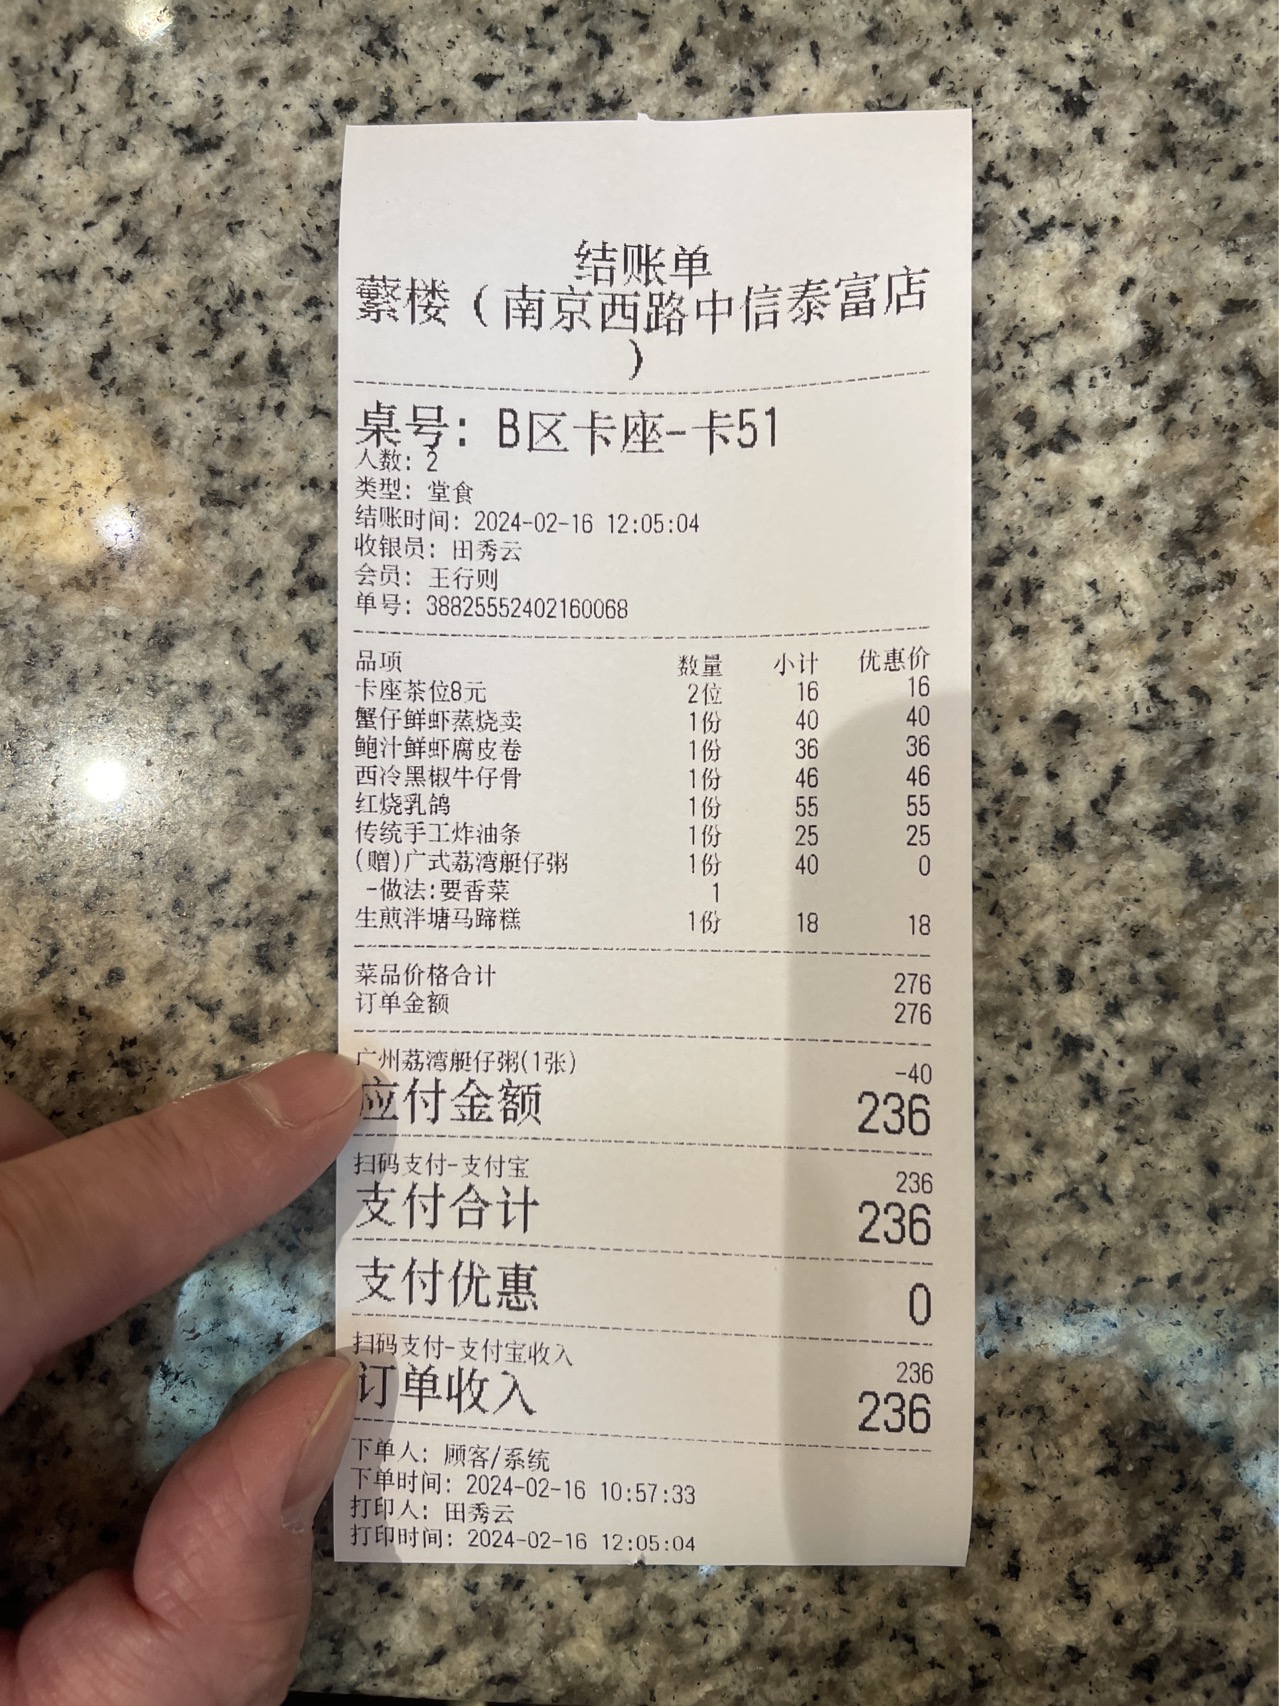 结账单
蘩楼（南京西路中信泰富店
）
桌号：B区卡座-卡51
人数：2
类型：堂食
结账时间：2024-02-16 12:05:04
收银员：田秀云
会员：王行则
单号：38825552402160068
品项 数量 小计 优惠价
卡座茶位8元 2位 16 16
蟹仔鲜虾蒸烧卖 1份 40 40
鲍汁鲜虾腐皮卷 1份 36 36
西冷黑椒牛仔骨 1份 46 46
红烧乳鸽 1份 55 55
传统手工炸油条 1份 25 25
(赠)广式荔湾艇仔粥 1份 40 0
-做法:要香菜 1
生煎泮塘马蹄糕 1份 18 18
菜品价格合计 276
订单金额 276
广州荔湾艇仔粥(1张) -40
应付金额 236
扫码支付-支付宝 236
支付合计 236
支付优惠 0
扫码支付-支付宝收入 236
订单收入 236
下单人：顾客/系统
下单时间：2024-02-16 10:57:33
打印人：田秀云
打印时间：2024-02-16 12:05:04